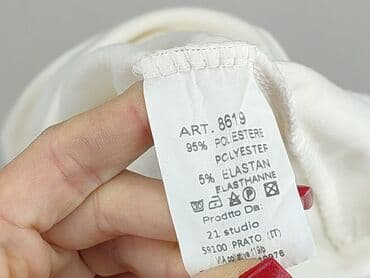 ART. 8619
95% POLIESTERE
POLYESTER
5% ELASTAN
ELASTHANNE
Prodtto Da:
21 studio
59100 PRATO (IT)